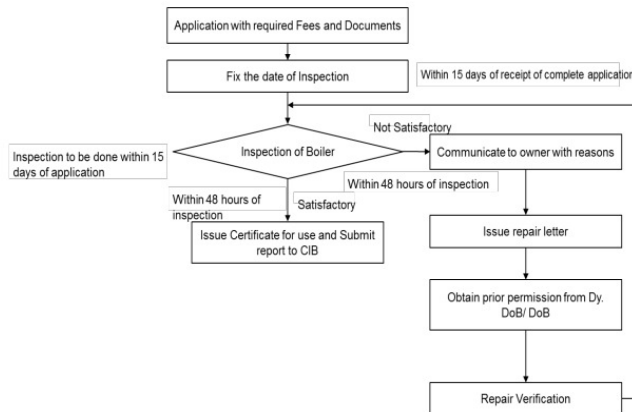 Application with required Fees and Documents
Fix the date of Inspection
Within 15 days of receipt of complete application
Not Satisfactory
Inspection of Boiler
Communicate to owner with reasons
Inspection to be done within 15
days of application
Within 48 hours of inspection
Within 48 hours of
inspection
Satisfactory
Issue Certificate for use and Submit
report to CIB
Issue repair letter
Obtain prior permission from Dy.
DoB/ DoB
Repair Verification